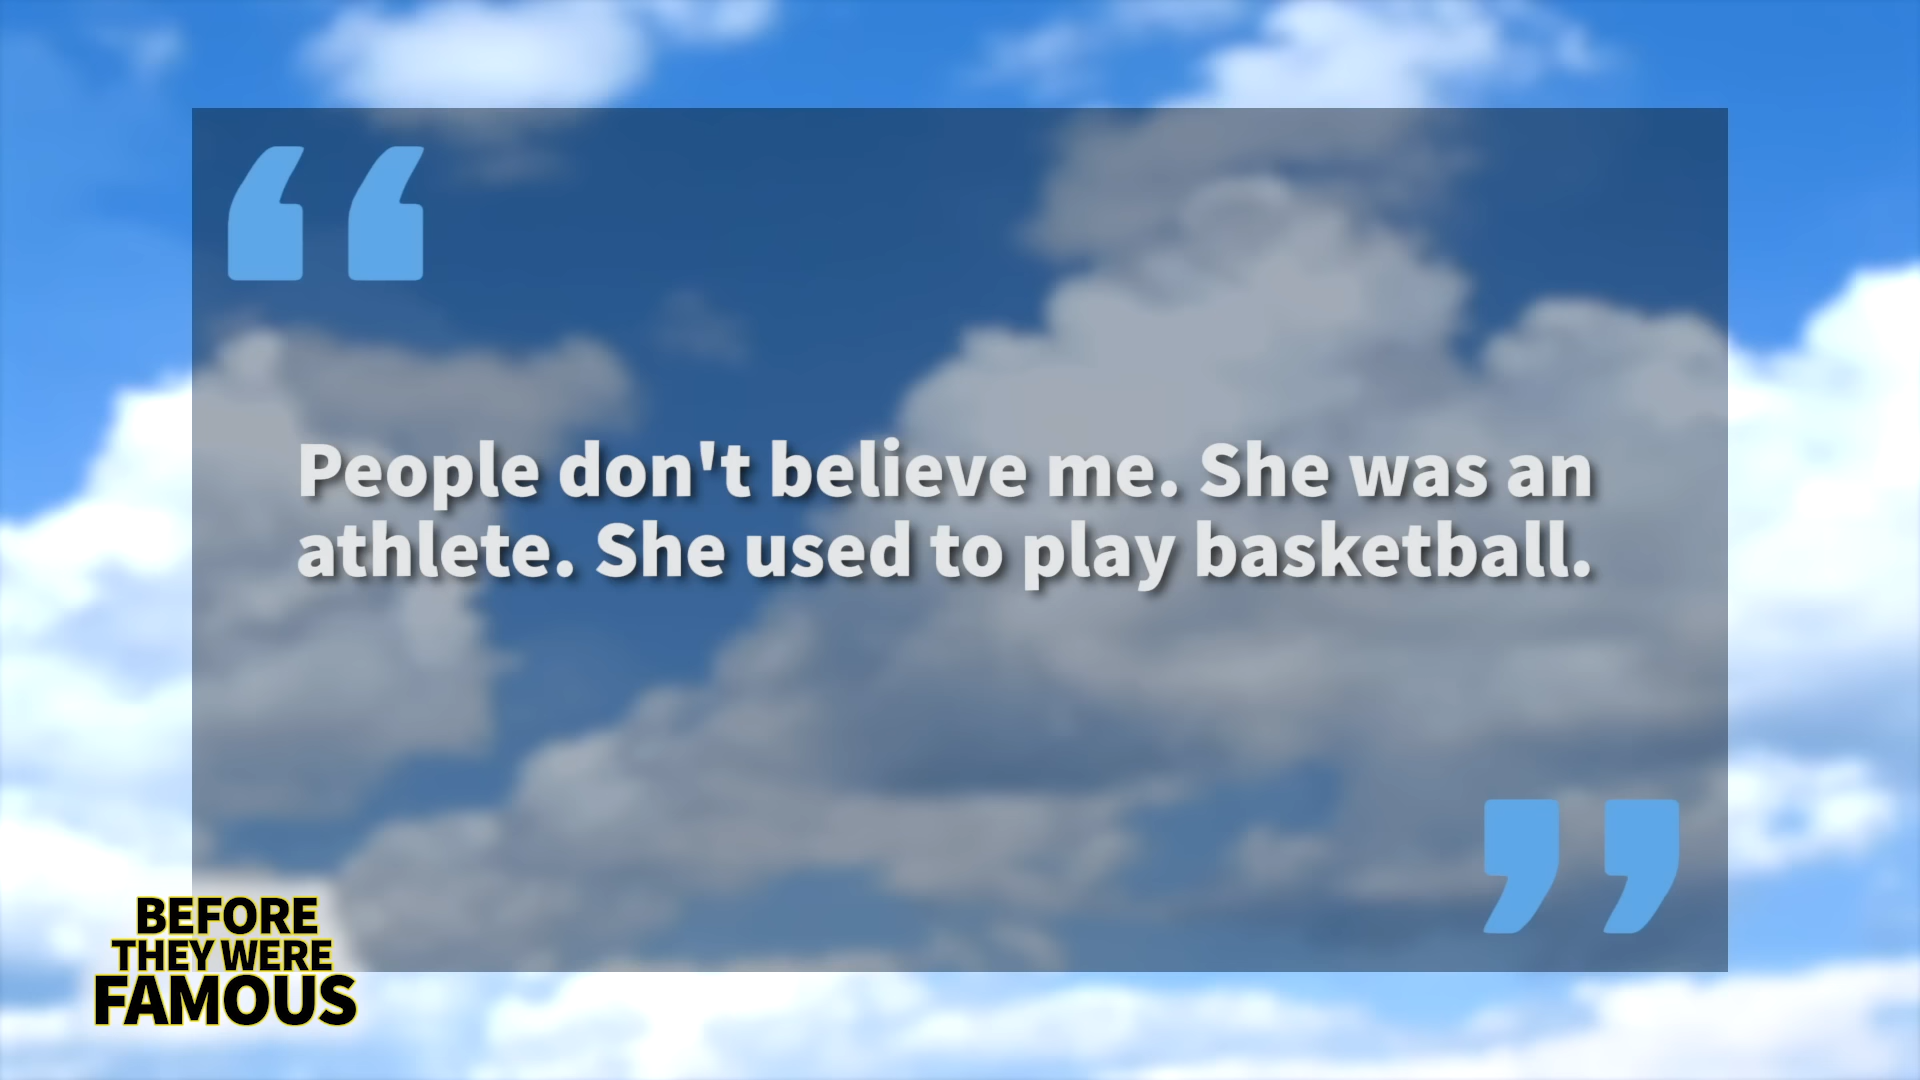 People don't believe me. She was an
athlete. She used to play basketball.
BEFORE
THEY WERE
FAMOUS